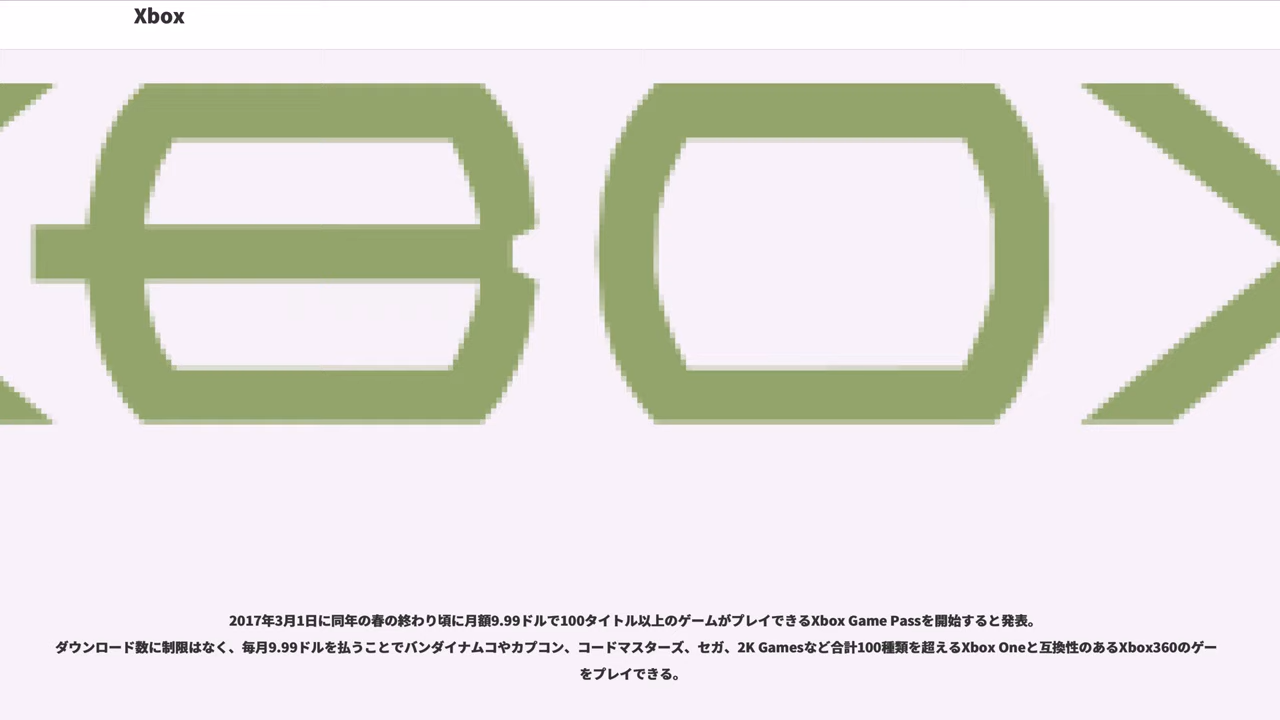 Xbox
XBOX
2017年3月1日に同年の春の終わり頃に月額9.99ドルで100タイトル以上のゲームがプレイできるXbox Game Passを開始すると発表。
ダウンロード数に制限はなく、毎月9.99ドルを払うことでバンダイナムコやカプコン、コードマスターズ、セガ、2K Gamesなど合計100種類を超えるXbox Oneと互換性のあるXbox360のゲー
をプレイできる。